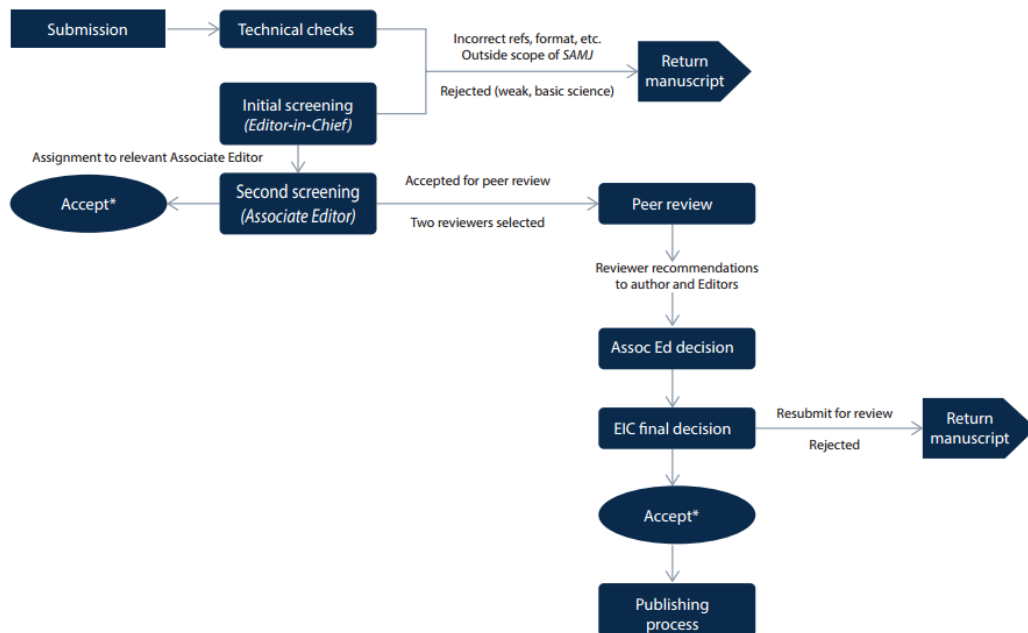 Submission
Technical checks
Incorrect refs, format, etc.
Outside scope of SAMJ
Rejected (weak, basic science)
Return
manuscript
Initial screening
(Editor-in-Chief)
Assignment to relevant Associate Editor
Accept*
Second screening
(Associate Editor)
Accepted for peer review
Two reviewers selected
Peer review
Reviewer recommendations
to author and Editors
Assoc Ed decision
EIC final decision
Resubmit for review
Rejected
Return
manuscript
Accept*
Publishing
process